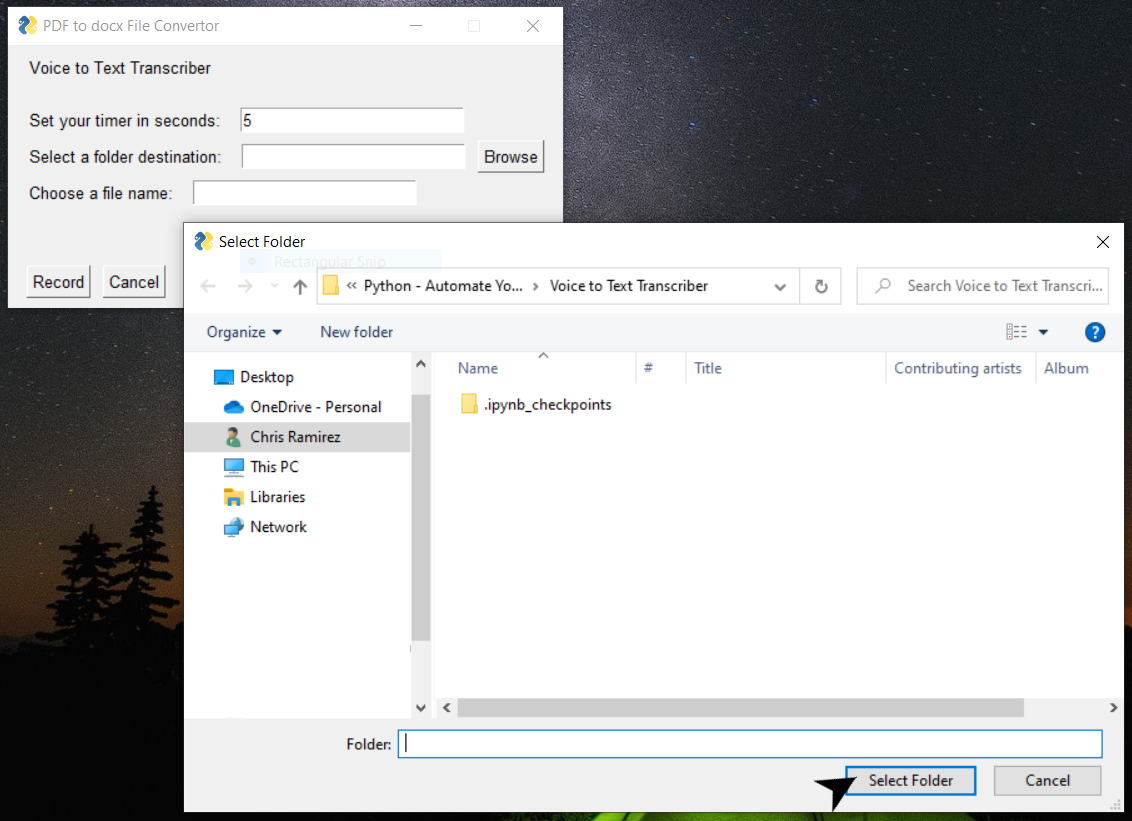 PDF to docx File Convertor
Voice to Text Transcriber
Set your timer in seconds: 5
Select a folder destination: Browse
Choose a file name:
Record Cancel
Select Folder
Rectangular Snip
« Python - Automate Yo... › Voice to Text Transcriber
Search Voice to Text Transcri...
Organize New folder ?
Name # Title Contributing artists Album
Desktop
OneDrive - Personal
Chris Ramirez
This PC
Libraries
Network
.ipynb_checkpoints
Folder:
Select Folder Cancel